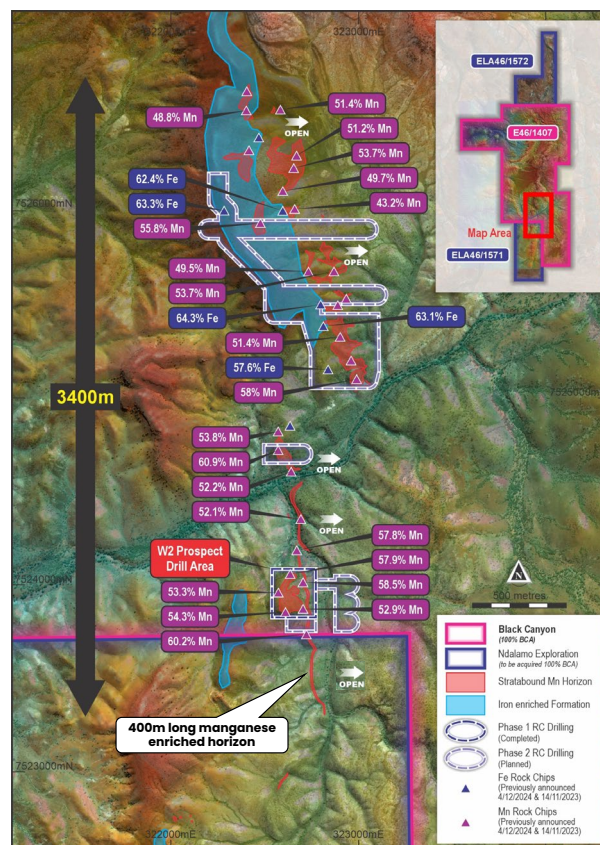 322000mE
323000mE
ELA46/1572
E46/1407
Map Area
ELA46/1571
48.8% Mn
51.4% Mn
OPEN
51.2% Mn
53.7% Mn
62.4% Fe
49.7% Mn
63.3% Fe
43.2% Mn
55.8% Mn
OPEN
49.5% Mn
53.7% Mn
64.3% Fe
63.1% Fe
51.4% Mn
57.6% Fe
58% Mn
3400m
53.8% Mn
60.9% Mn
OPEN
52.2% Mn
52.1% Mn
OPEN
57.8% Mn
W2 Prospect
Drill Area
57.9% Mn
7524000mN
58.5% Mn
53.3% Mn
52.9% Mn
54.3% Mn
60.2% Mn
N
500 metres
OPEN
400m long manganese
enriched horizon
7523000mN
322000mE
323000mE
Black Canyon
(100% BCA)
Ndalamo Exploration
(to be acquired 100% BCA)
Stratabound Mn Horizon
Iron enriched Formation
Phase 1 RC Drilling
(Completed)
Phase 2 RC Drilling
(Planned)
Fe Rock Chips
(Previously announced
4/12/2024 & 14/11/2023)
Mn Rock Chips
(Previously announced
4/12/2024 & 14/11/2023)